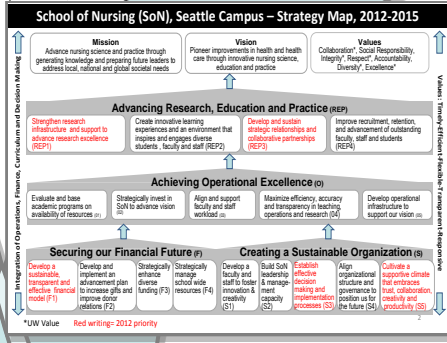 School of Nursing (SoN), Seattle Campus – Strategy Map, 2012-2015
Mission
Advance nursing science and practice through
generating knowledge and preparing future leaders to
address local, national and global societal needs
Vision
Pioneer improvements in health and health
care through innovative nursing science,
education and practice
Values
Collaboration*, Social Responsibility,
Integrity*, Respect*, Accountability,
Diversity*, Excellence*
Integration of Operations, Finance, Curriculum and Decision Making
Values: Timely-Efficient-Flexible-Transparent-Responsive
Advancing Research, Education and Practice (REP)
Strengthen research
infrastructure and support to
advance research excellence
(REP1)
Create innovative learning
experiences and an environment that
inspires and engages diverse
students, faculty and staff (REP2)
Develop and sustain
strategic relationships and
collaborative partnerships
(REP3)
Improve recruitment, retention,
and advancement of outstanding
faculty, staff and students
(REP4)
Achieving Operational Excellence (O)
Evaluate and base
academic programs on
availability of resources (O1)
Strategically invest in
SoN to advance vision
(O2)
Align and support
faculty and staff
workload (O3)
Maximize efficiency, accuracy
and transparency in teaching,
operations and research (O4)
Develop operational
infrastructure to
support our vision (O5)
Securing our Financial Future (F)
Creating a Sustainable Organization (S)
Develop a
sustainable,
transparent and
effective financial
model (F1)
Develop and
implement an
advancement plan
to increase gifts and
improve donor
relations (F2)
Strategically
enhance
diverse
funding (F3)
Strategically
manage
school wide
resources (F4)
Develop a
faculty and
staff to foster
innovation &
creativity
(S1)
Build SoN
leadership
& manage-
ment
capacity
(S2)
Establish
effective
decision
making and
implementation
processes (S3)
Align
organizational
structure and
governance to
position us for
the future (S4)
Cultivate a
supportive climate
that embraces
trust, collaboration,
creativity and
productivity (S5)
*UW Value
Red writing= 2012 priority
2